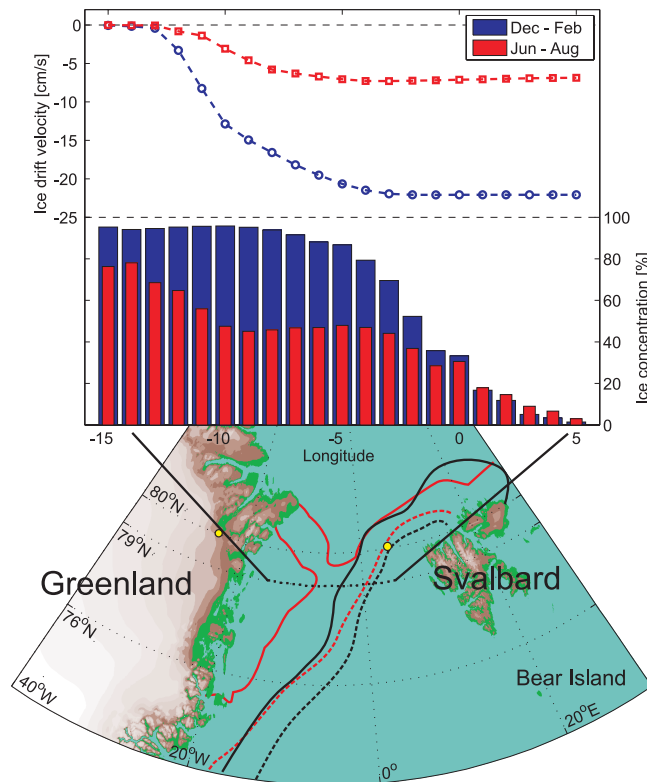 Dec - Feb
Jun - Aug
Ice drift velocity [cm/s]
0
-5
-10
-15
-20
-25
100
80
60
40
20
0
Ice concentration [%]
-15
-10
-5
0
5
Longitude
80°N
79°N
76°N
Greenland
Svalbard
Bear Island
40°W
20°W
0°
20°E